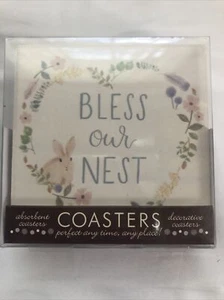 BLESS
our
NEST
absorbent
coasters
COASTERS
perfect any time, any place!
decorative
coasters